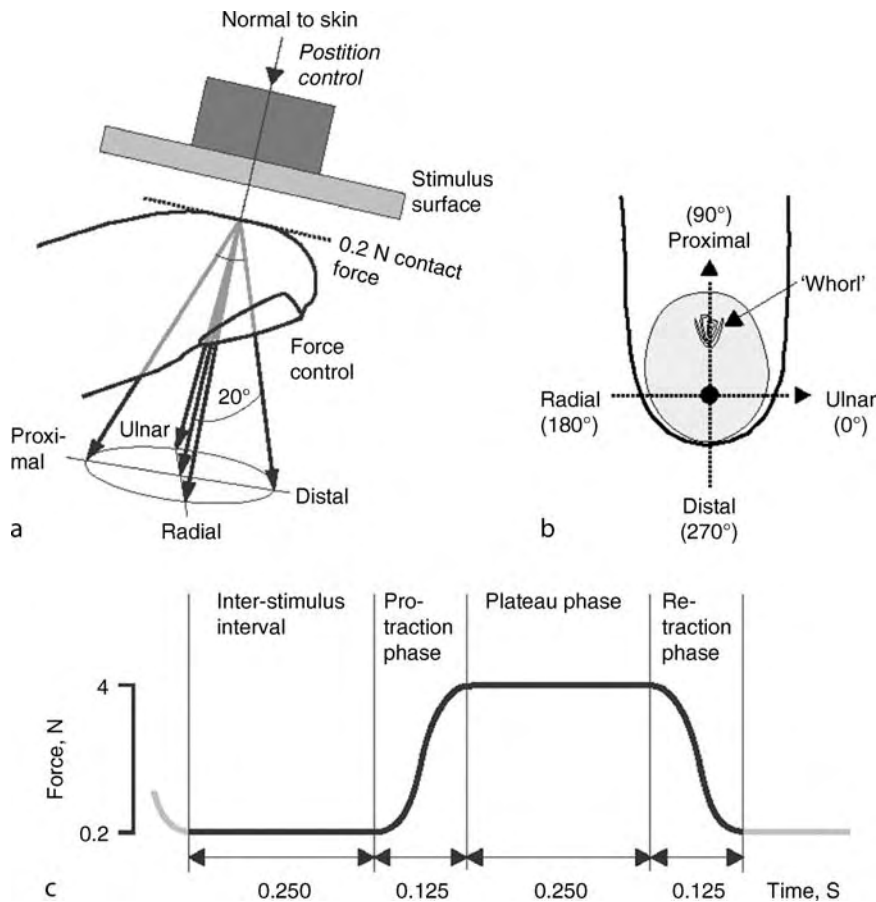 Normal to skin
Postition
control
Stimulus
surface
0.2 N contact
force
Force
control
20°
Ulnar
Proxi-
mal
Distal
Radial
a
(90°)
Proximal
'Whorl'
Radial
(180°)
Ulnar
(0°)
Distal
(270°)
b
Inter-stimulus
interval
Pro-
traction
phase
Plateau phase
Re-
traction
phase
4
Force, N
0.2
c
0.250 0.125 0.250 0.125 Time, S